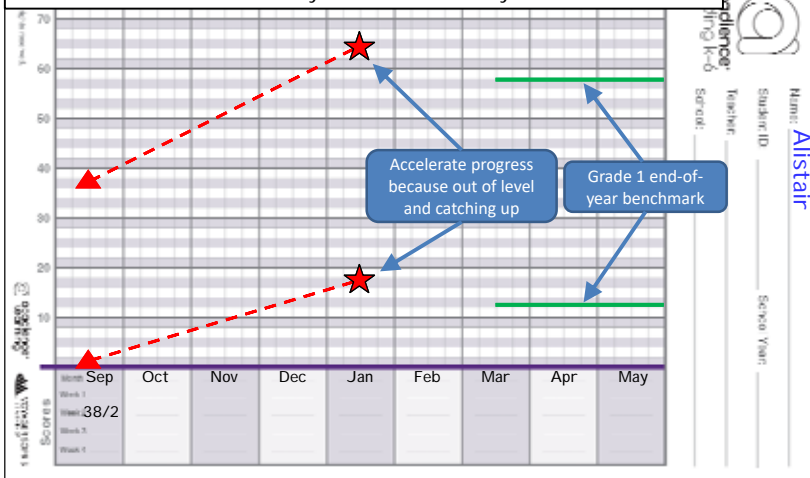 70
60
50
40
30
20
10
Accelerate progress
because out of level
and catching up
Grade 1 end-of-
year benchmark
Month Sep Oct Nov Dec Jan Feb Mar Apr May
Week 1
38/2
Week 3
Week 4
Scores
Name: Alistair
Student ID
School Year:
Teacher:
School: